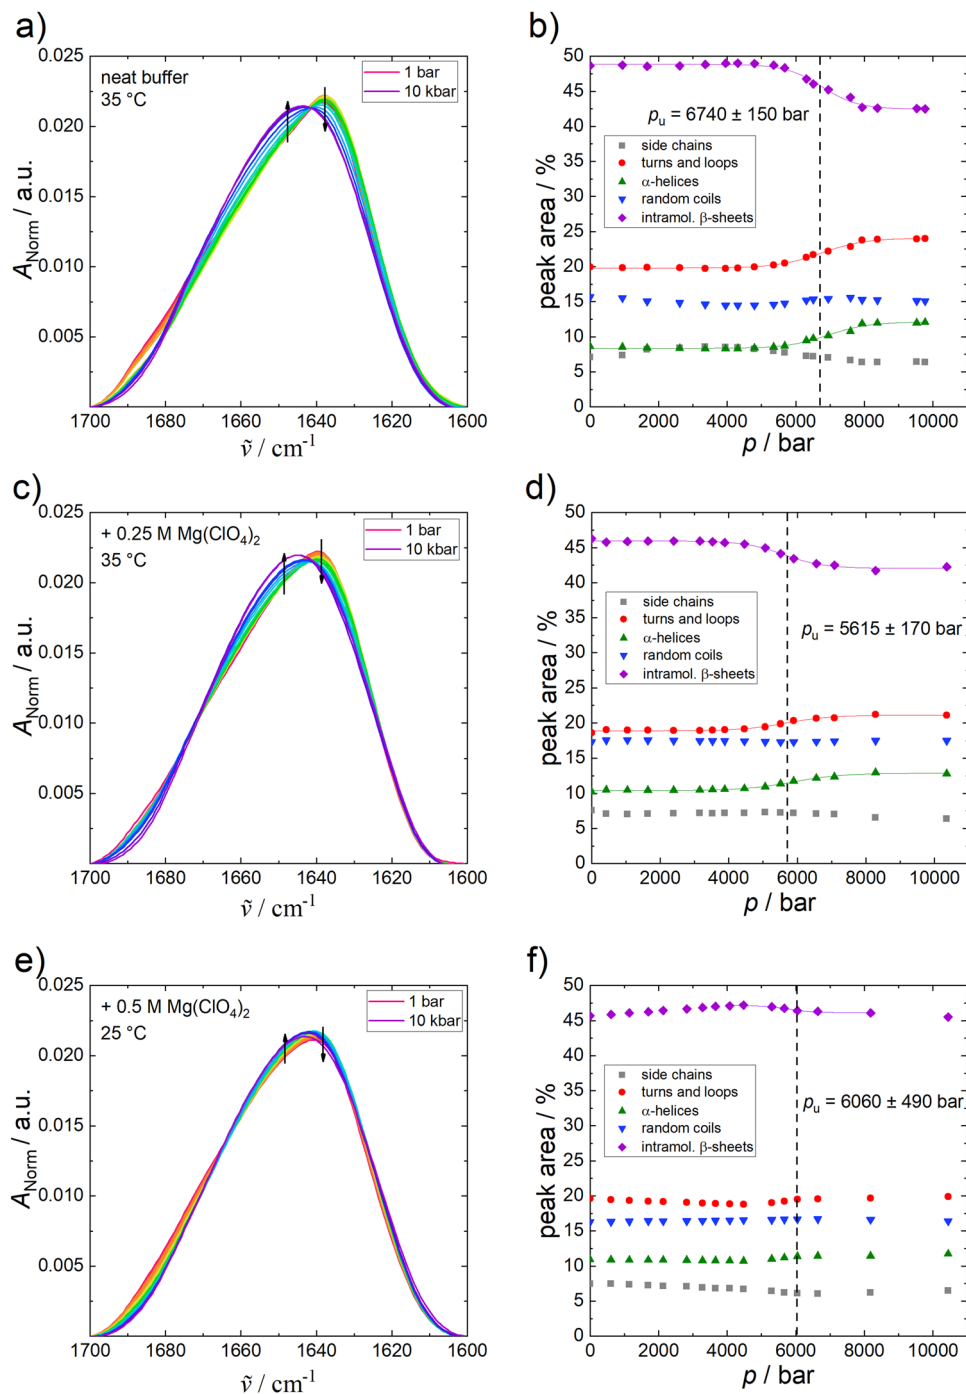 a)
0.025
0.020
0.015
0.010
0.005
A_Norm / a.u.
neat buffer
35 °C
1 bar
10 kbar
1700 1680 1660 1640 1620 1600
ṽ / cm⁻¹
b)
50
45
40
35
30
25
20
15
10
5
0
peak area / %
p_u = 6740 ± 150 bar
side chains
turns and loops
α-helices
random coils
intramol. β-sheets
0 2000 4000 6000 8000 10000
p / bar
c)
0.025
0.020
0.015
0.010
0.005
A_Norm / a.u.
+ 0.25 M Mg(ClO₄)₂
35 °C
1 bar
10 kbar
1700 1680 1660 1640 1620 1600
ṽ / cm⁻¹
d)
50
45
40
35
30
25
20
15
10
5
0
peak area / %
side chains
turns and loops
α-helices
random coils
intramol. β-sheets
p_u = 5615 ± 170 bar
0 2000 4000 6000 8000 10000
p / bar
e)
0.025
0.020
0.015
0.010
0.005
A_Norm / a.u.
+ 0.5 M Mg(ClO₄)₂
25 °C
1 bar
10 kbar
1700 1680 1660 1640 1620 1600
ṽ / cm⁻¹
f)
50
45
40
35
30
25
20
15
10
5
0
peak area / %
side chains
turns and loops
α-helices
random coils
intramol. β-sheets
p_u = 6060 ± 490 bar
0 2000 4000 6000 8000 10000
p / bar